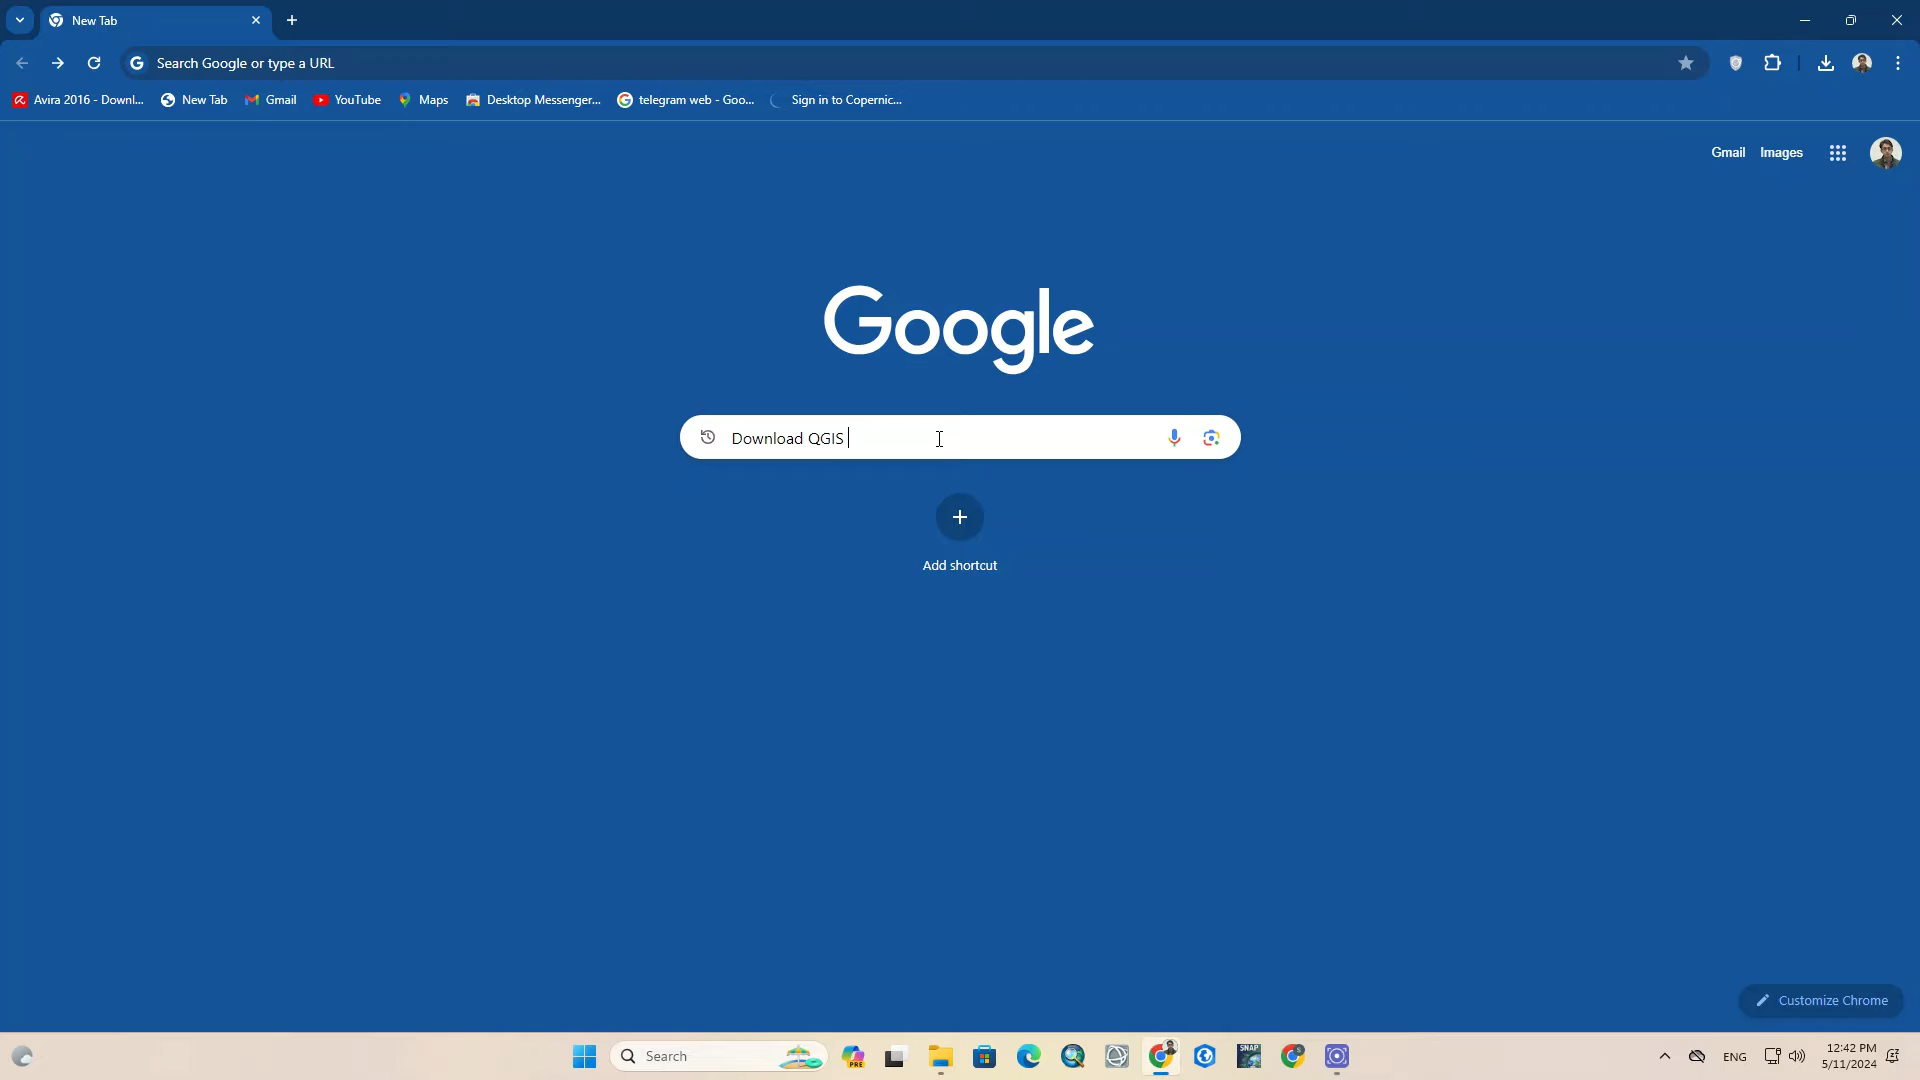 New Tab
Search Google or type a URL
Avira 2016 - Downl...
New Tab
Gmail
YouTube
Maps
Desktop Messenger...
telegram web - Goo...
Sign in to Copernic...
Gmail
Images
Google
Download QGIS
Add shortcut
Customize Chrome
Search
PRE
SNAP
ENG
12:42 PM
5/11/2024